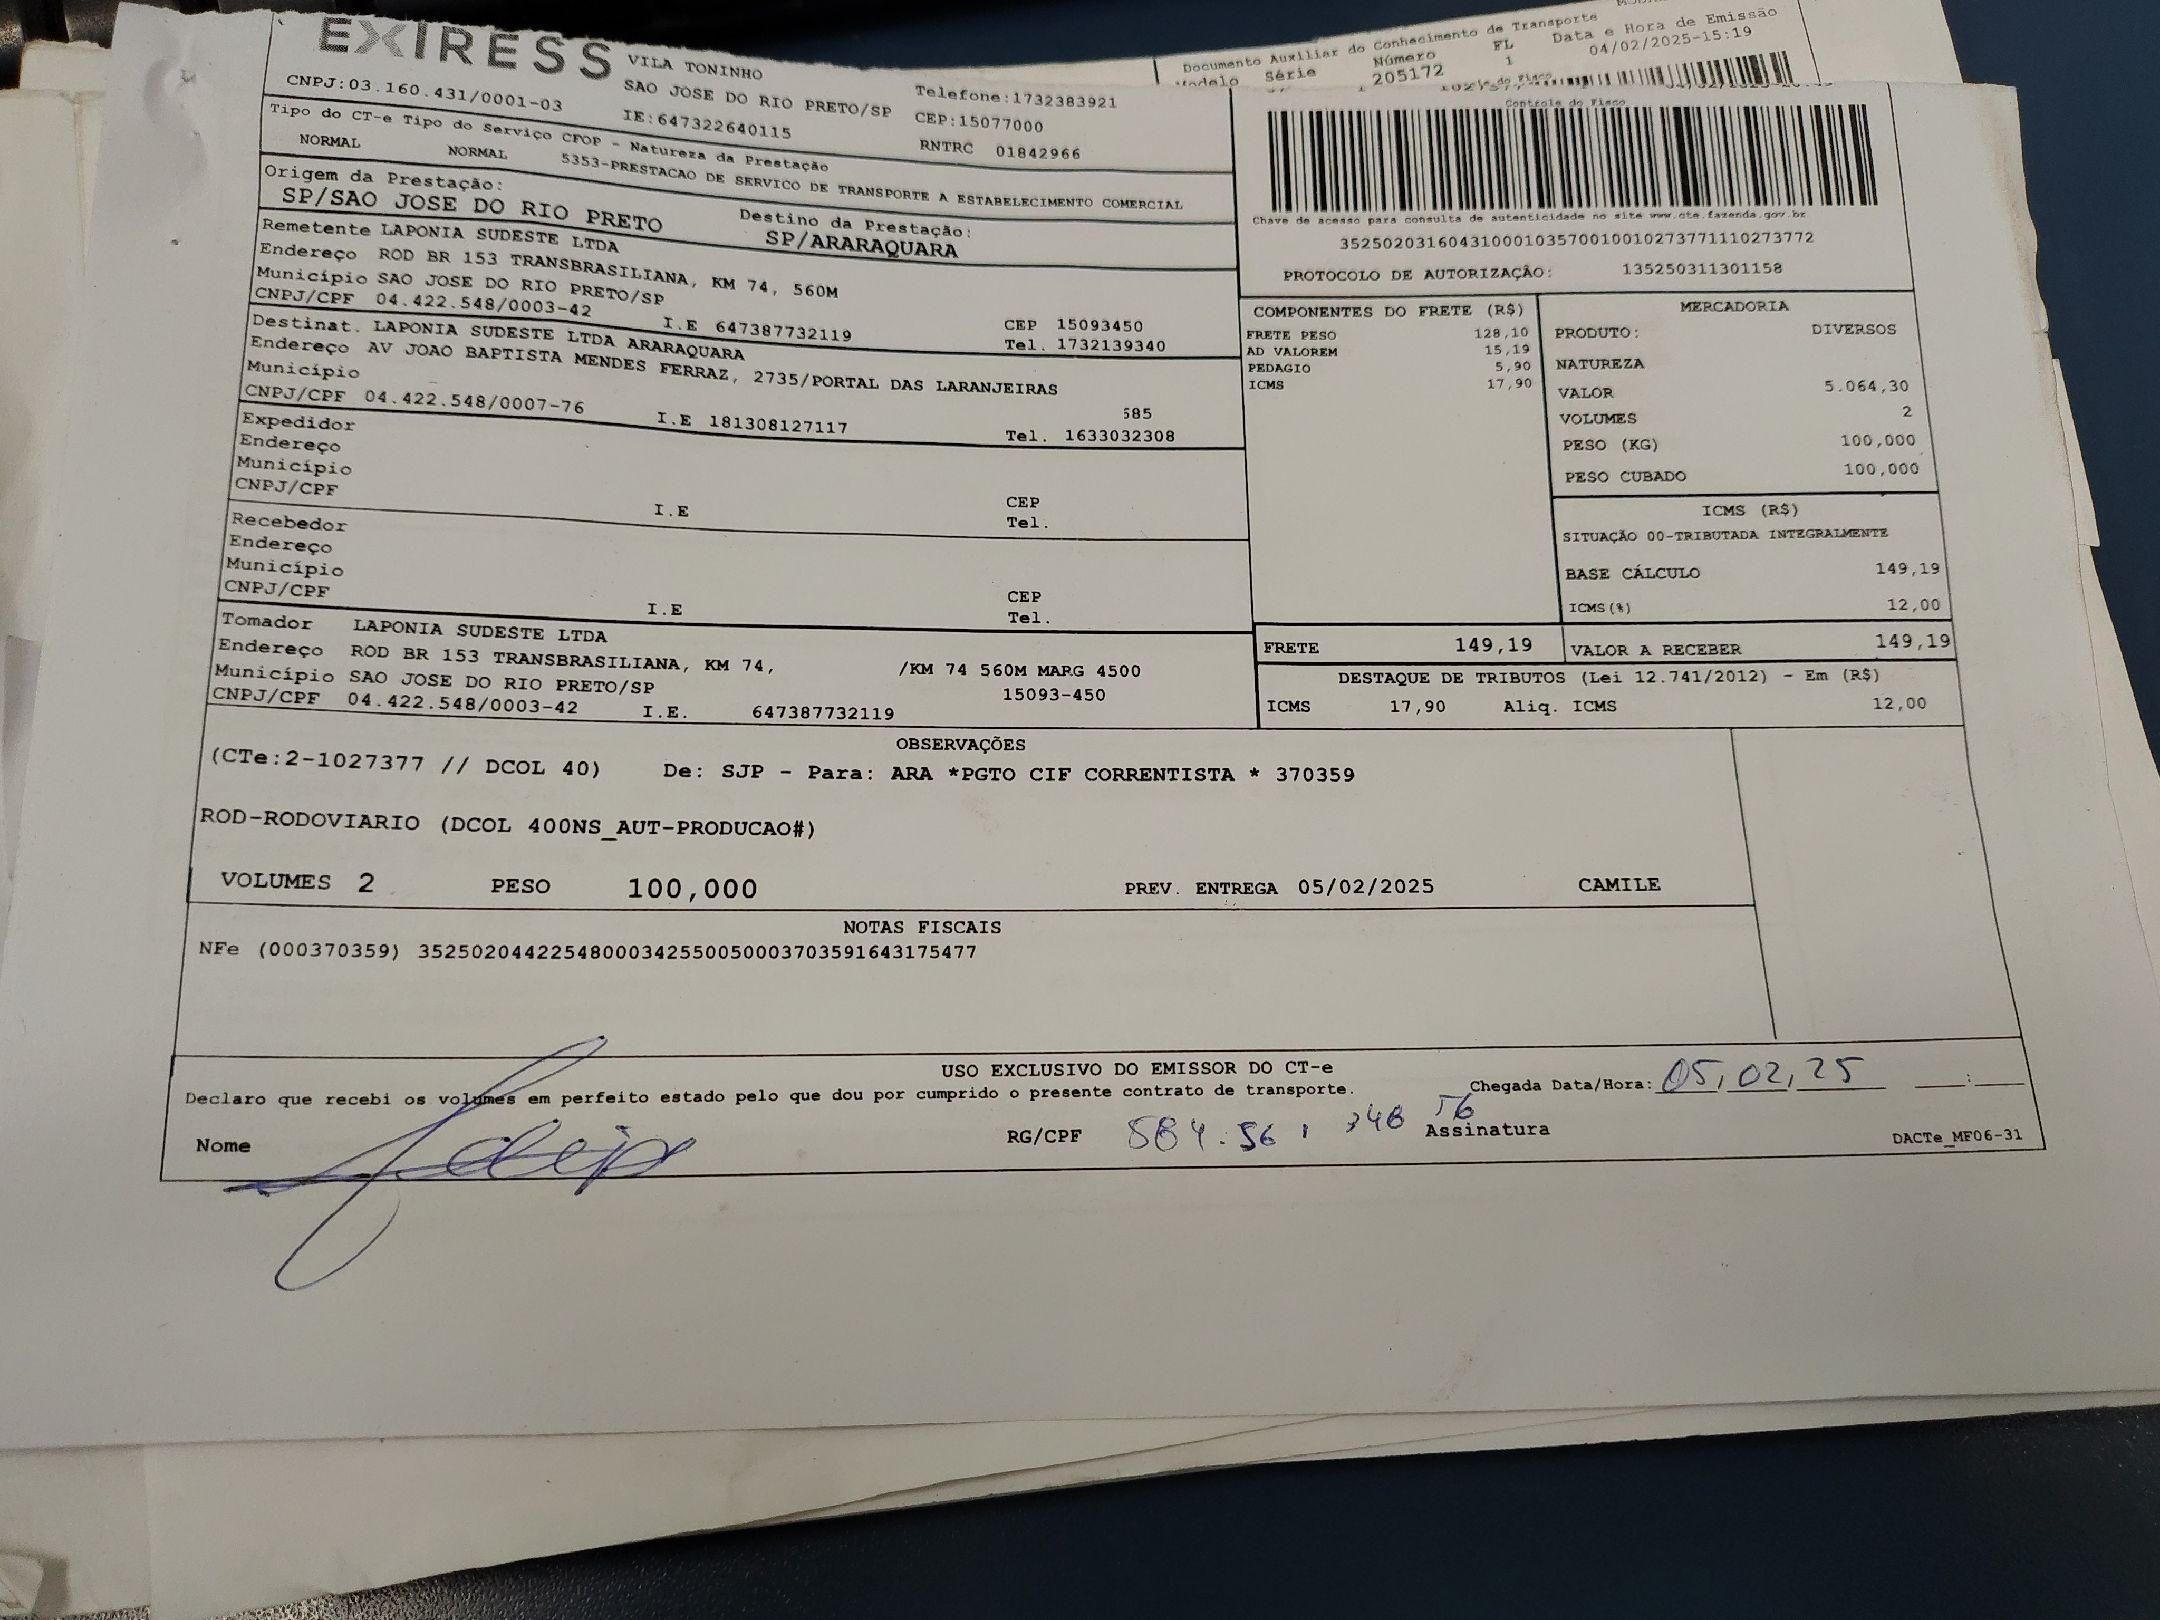 EXIRESS
VILA TONINHO
CNPJ:03.160.431/0001-03
SAO JOSE DO RIO PRETO/SP
IE:647322640115
Telefone:1732383921
CEP:15077000
RNTRC 01842966
Documento Auxiliar do Conhecimento de Transporte
Modelo Série Número FL Data e Hora de Emissão
205172 1 04/02/2025-15:19
Controle do Fisco
Tipo do CT-e Tipo do Serviço CFOP - Natureza da Prestação
NORMAL NORMAL 5353-PRESTACAO DE SERVICO DE TRANSPORTE A ESTABELECIMENTO COMERCIAL
Origem da Prestação:
SP/SAO JOSE DO RIO PRETO
Destino da Prestação:
SP/ARARAQUARA
Chave de acesso para consulta de autenticidade no site www.cte.fazenda.gov.br
35250203160431000103570010010273771110273772
PROTOCOLO DE AUTORIZAÇÃO: 135250311301158
Remetente LAPONIA SUDESTE LTDA
Endereço ROD BR 153 TRANSBRASILIANA, KM 74, 560M
Município SAO JOSE DO RIO PRETO/SP
CNPJ/CPF 04.422.548/0003-42 I.E 647387732119
CEP 15093450
Tel. 1732139340
Destinat. LAPONIA SUDESTE LTDA ARARAQUARA
Endereço AV JOAO BAPTISTA MENDES FERRAZ, 2735/PORTAL DAS LARANJEIRAS
Município 585
CNPJ/CPF 04.422.548/0007-76 I.E 181308127117 Tel. 1633032308
Expedidor
Endereço
Município CEP
CNPJ/CPF I.E Tel.
Recebedor
Endereço
Município CEP
CNPJ/CPF I.E Tel.
Tomador LAPONIA SUDESTE LTDA
Endereço ROD BR 153 TRANSBRASILIANA, KM 74, /KM 74 560M MARG 4500
Município SAO JOSE DO RIO PRETO/SP 15093-450
CNPJ/CPF 04.422.548/0003-42 I.E. 647387732119
COMPONENTES DO FRETE (R$)
FRETE PESO 128,10
AD VALOREM 15,19
PEDAGIO 5,90
ICMS 17,90
MERCADORIA
PRODUTO: DIVERSOS
NATUREZA
VALOR 5.064,30
VOLUMES 2
PESO (KG) 100,000
PESO CUBADO 100,000
ICMS (R$)
SITUAÇÃO 00-TRIBUTADA INTEGRALMENTE
BASE CÁLCULO 149,19
ICMS(%) 12,00
FRETE 149,19 VALOR A RECEBER 149,19
DESTAQUE DE TRIBUTOS (Lei 12.741/2012) - Em (R$)
ICMS 17,90 Aliq. ICMS 12,00
OBSERVAÇÕES
(CTe:2-1027377 // DCOL 40) De: SJP - Para: ARA *PGTO CIF CORRENTISTA * 370359
ROD-RODOVIARIO (DCOL 400NS_AUT-PRODUCAO#)
VOLUMES 2 PESO 100,000 PREV. ENTREGA 05/02/2025 CAMILE
NOTAS FISCAIS
NFe (000370359) 35250204422548000342550050003703591643175477
USO EXCLUSIVO DO EMISSOR DO CT-e
Declaro que recebi os volumes em perfeito estado pelo que dou por cumprido o presente contrato de transporte.
Chegada Data/Hora: 05,02,25 :
Nome
RG/CPF 584.561 348 56
Assinatura
DACTe_MF06-31